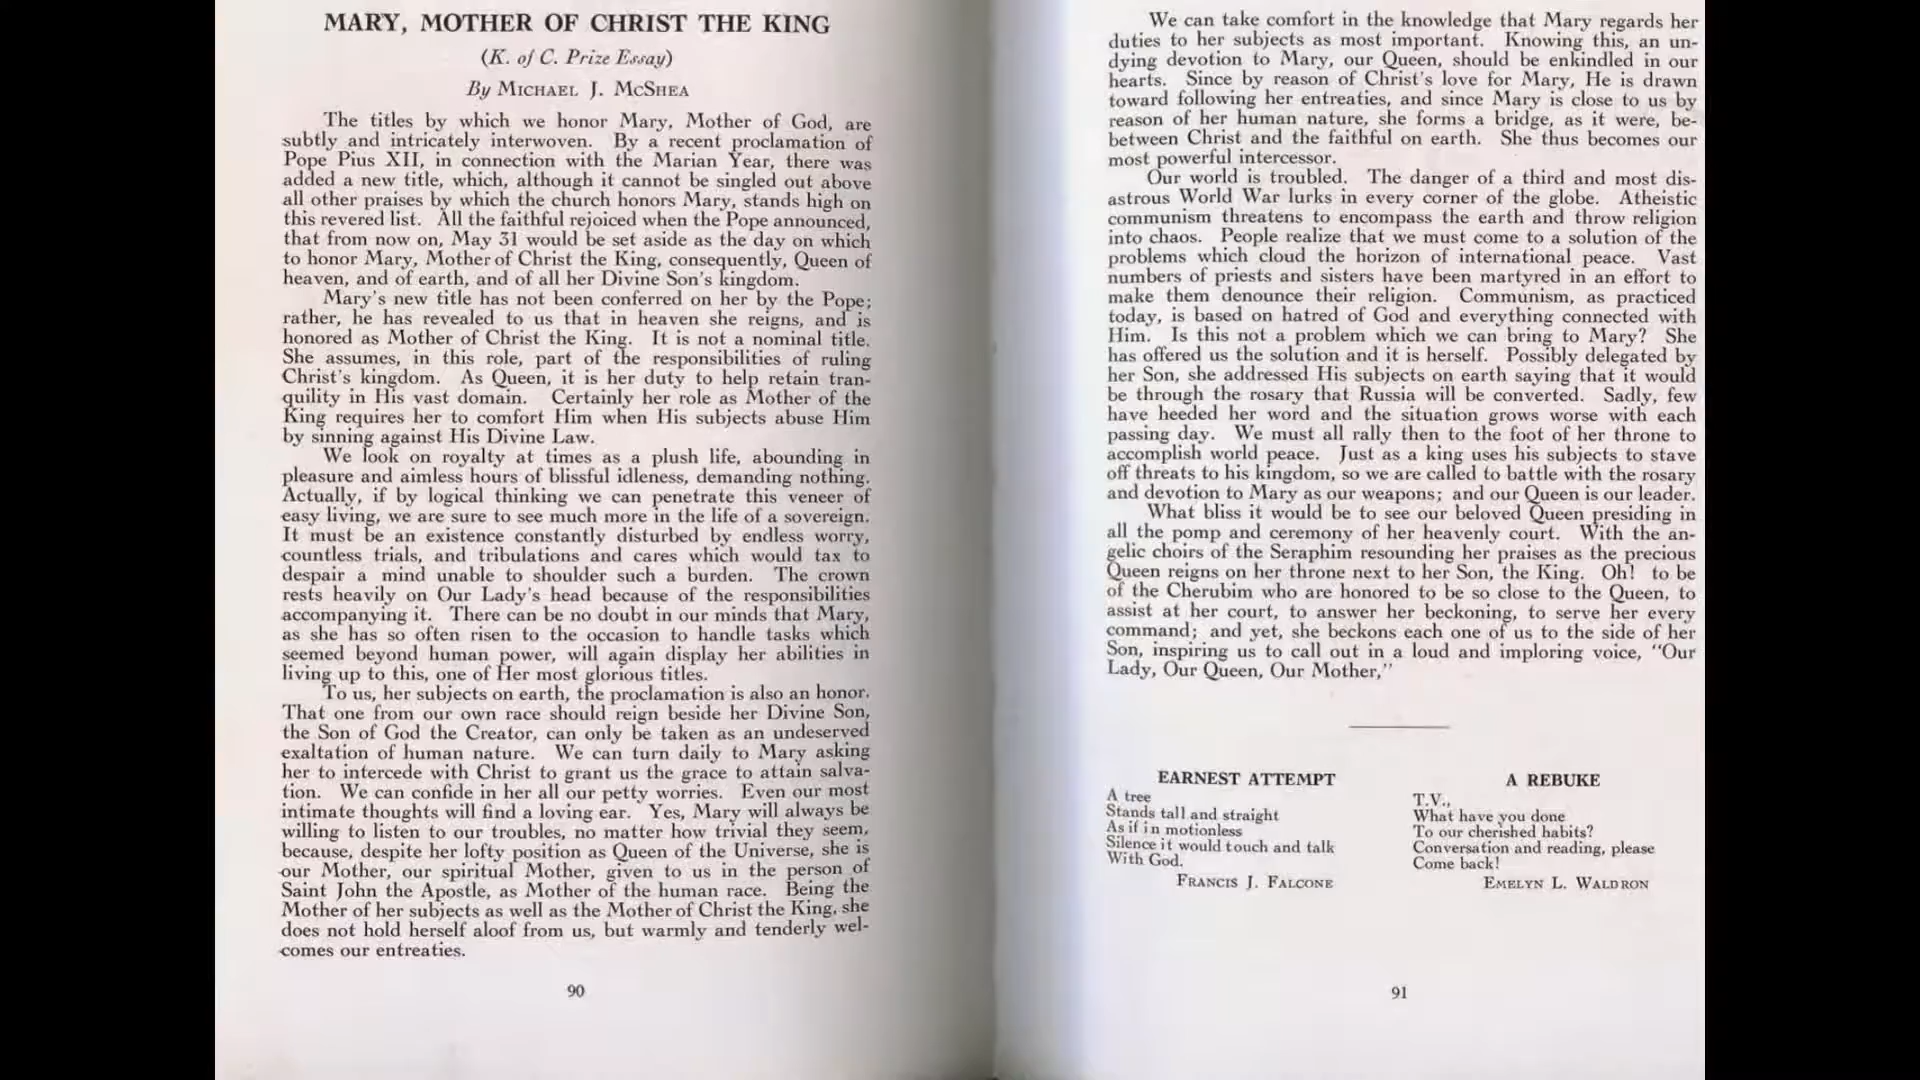 MARY, MOTHER OF CHRIST THE KING
(K. of C. Prize Essay)
By MICHAEL J. MCSHEA
The titles by which we honor Mary, Mother of God, are
subtly and intricately interwoven. By a recent proclamation of
Pope Pius XII, in connection with the Marian Year, there was
added a new title, which, although it cannot be singled out above
all other praises by which the church honors Mary, stands high on
this revered list. All the faithful rejoiced when the Pope announced,
that from now on, May 31 would be set aside as the day on which
to honor Mary, Mother of Christ the King, consequently, Queen of
heaven, and of earth, and of all her Divine Son's kingdom.
Mary's new title has not been conferred on her by the Pope;
rather, he has revealed to us that in heaven she reigns, and is
honored as Mother of Christ the King. It is not a nominal title.
She assumes, in this role, part of the responsibilities of ruling
Christ's kingdom. As Queen, it is her duty to help retain tran-
quility in His vast domain. Certainly her role as Mother of the
King requires her to comfort Him when His subjects abuse Him
by sinning against His Divine Law.
We look on royalty at times as a plush life, abounding in
pleasure and aimless hours of blissful idleness, demanding nothing.
Actually, if by logical thinking we can penetrate this veneer of
easy living, we are sure to see much more in the life of a sovereign.
It must be an existence constantly disturbed by endless worry,
countless trials, and tribulations and cares which would tax to
despair a mind unable to shoulder such a burden. The crown
rests heavily on Our Lady's head because of the responsibilities
accompanying it. There can be no doubt in our minds that Mary,
as she has so often risen to the occasion to handle tasks which
seemed beyond human power, will again display her abilities in
living up to this, one of Her most glorious titles.
To us, her subjects on earth, the proclamation is also an honor.
That one from our own race should reign beside her Divine Son,
the Son of God the Creator, can only be taken as an undeserved
exaltation of human nature. We can turn daily to Mary asking
her to intercede with Christ to grant us the grace to attain salva-
tion. We can confide in her all our petty worries. Even our most
intimate thoughts will find a loving ear. Yes, Mary will always be
willing to listen to our troubles, no matter how trivial they seem,
because, despite her lofty position as Queen of the Universe, she is
our Mother, our spiritual Mother, given to us in the person of
Saint John the Apostle, as Mother of the human race. Being the
Mother of her subjects as well as the Mother of Christ the King, she
does not hold herself aloof from us, but warmly and tenderly wel-
comes our entreaties.
90
We can take comfort in the knowledge that Mary regards her
duties to her subjects as most important. Knowing this, an un-
dying devotion to Mary, our Queen, should be enkindled in our
hearts. Since by reason of Christ's love for Mary, He is drawn
toward following her entreaties, and since Mary is close to us by
reason of her human nature, she forms a bridge, as it were, be-
between Christ and the faithful on earth. She thus becomes our
most powerful intercessor.
Our world is troubled. The danger of a third and most dis-
astrous World War lurks in every corner of the globe. Atheistic
communism threatens to encompass the earth and throw religion
into chaos. People realize that we must come to a solution of the
problems which cloud the horizon of international peace. Vast
numbers of priests and sisters have been martyred in an effort to
make them denounce their religion. Communism, as practiced
today, is based on hatred of God and everything connected with
Him. Is this not a problem which we can bring to Mary? She
has offered us the solution and it is herself. Possibly delegated by
her Son, she addressed His subjects on earth saying that it would
be through the rosary that Russia will be converted. Sadly, few
have heeded her word and the situation grows worse with each
passing day. We must all rally then to the foot of her throne to
accomplish world peace. Just as a king uses his subjects to stave
off threats to his kingdom, so we are called to battle with the rosary
and devotion to Mary as our weapons; and our Queen is our leader.
What bliss it would be to see our beloved Queen presiding in
all the pomp and ceremony of her heavenly court. With the an-
gelic choirs of the Seraphim resounding her praises as the precious
Queen reigns on her throne next to her Son, the King. Oh! to be
of the Cherubim who are honored to be so close to the Queen, to
assist at her court, to answer her beckoning, to serve her every
command; and yet, she beckons each one of us to the side of her
Son, inspiring us to call out in a loud and imploring voice, "Our
Lady, Our Queen, Our Mother,"
EARNEST ATTEMPT
A tree
Stands tall and straight
As if in motionless
Silence it would touch and talk
With God.
FRANCIS J. FALCONE
A REBUKE
T.V.,
What have you done
To our cherished habits?
Conversation and reading, please
Come back!
EMELYN L. WALDRON
91